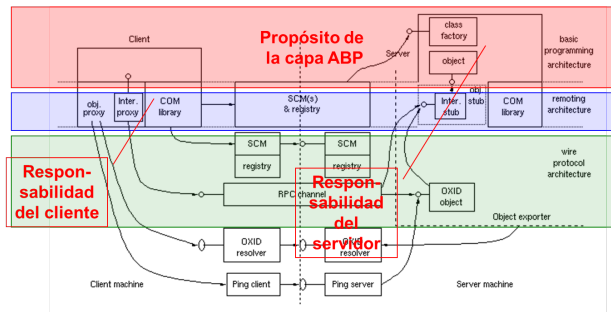 Client
Propósito de
la capa ABP
Server
class
factory
object
basic
programming
architecture
obj.
proxy
Inter.
proxy
COM
library
SCM(s)
& registry
Inter.
stub
obj
stub
COM
library
remoting
architecture
SCM
registry
SCM
registry
wire
protocol
architecture
Respon-
sabilidad
del cliente
RPC channel
Respon-
sabilidad
del
servidor
OXID
object
Object exporter
OXID
resolver
OXID
resolver
Client machine
Ping client
Ping server
Server machine